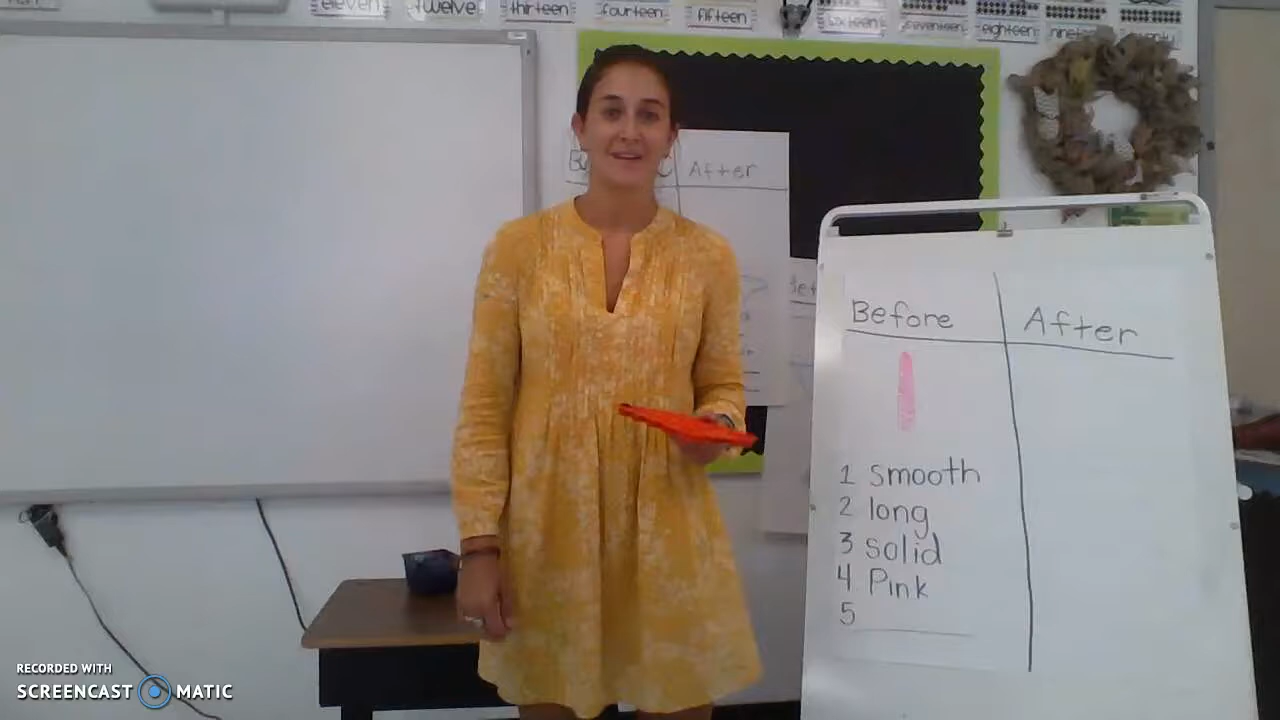 eleven
twelve
thirteen
fourteen
fifteen
sixteen
seventeen
eighteen
After
Before
After
1 Smooth
2 long
3 solid
4 Pink
5
RECORDED WITH
SCREENCAST MATIC